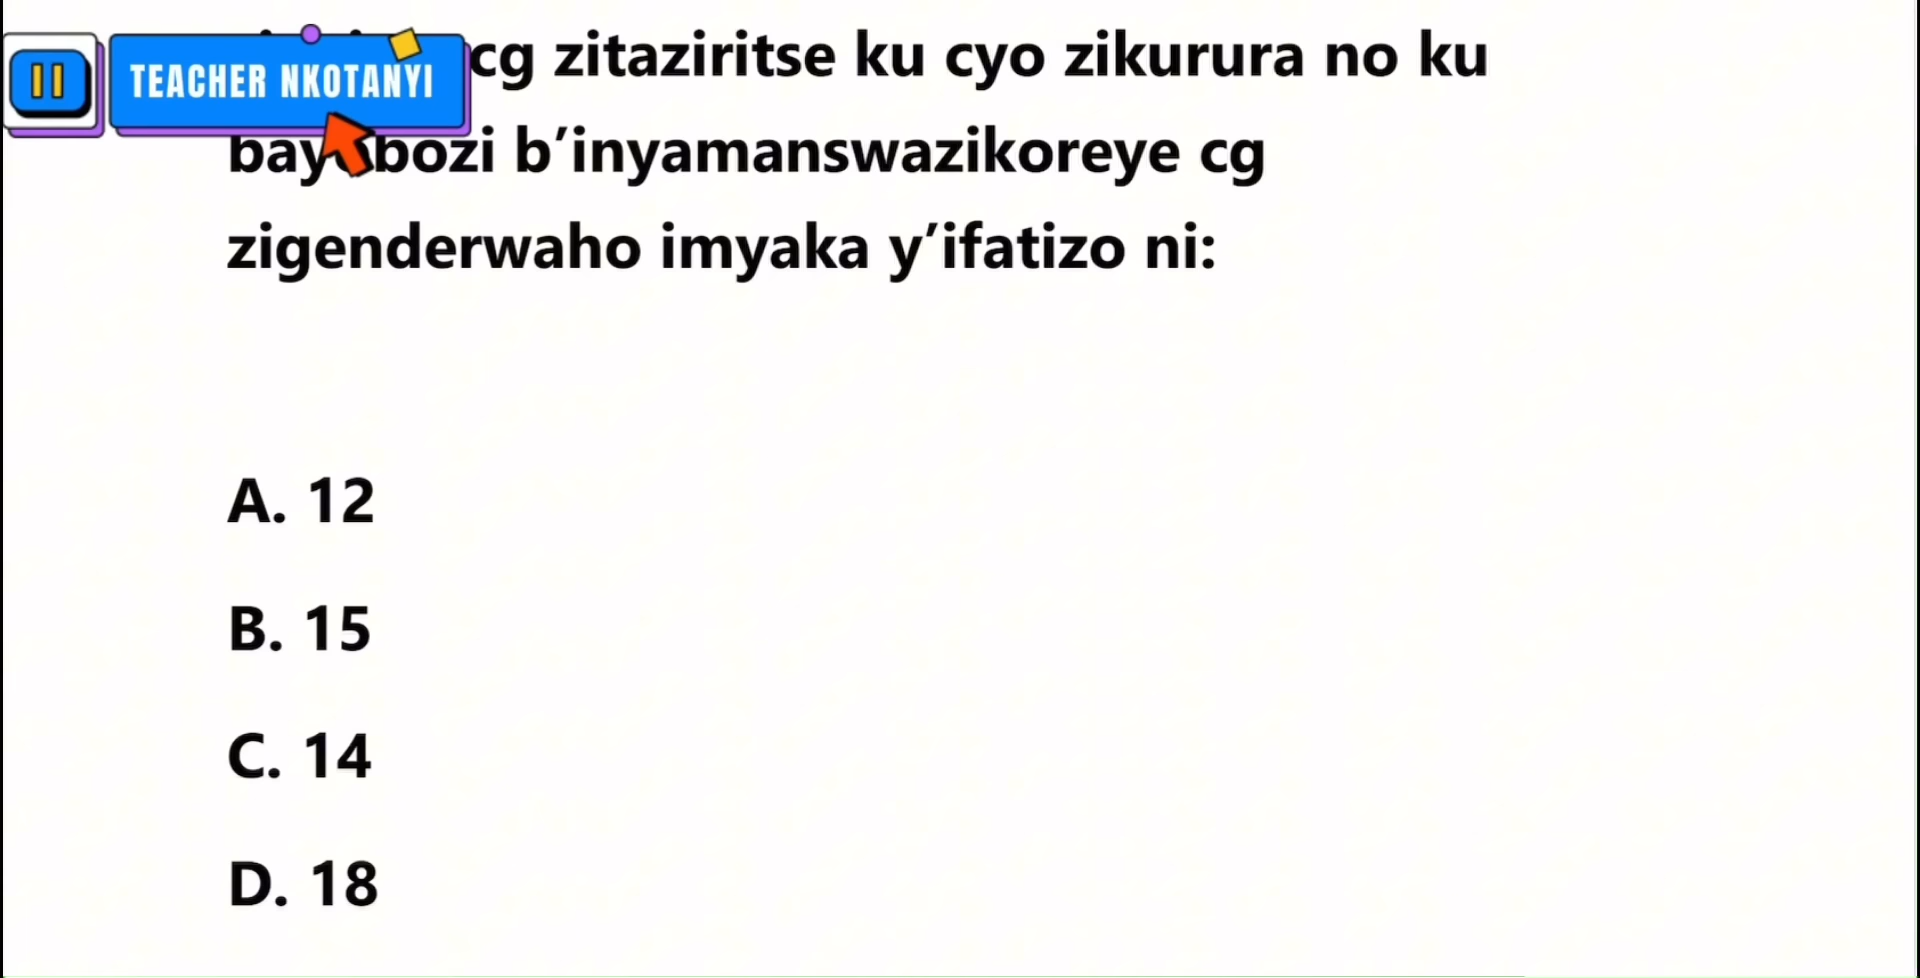 TEACHER NKOTANYI
cg zitaziritse ku cyo zikurura no ku
b'inyamanswazikoreye cg
zigenderwaho imyaka y'ifatizo ni:
A. 12
B. 15
C. 14
D. 18